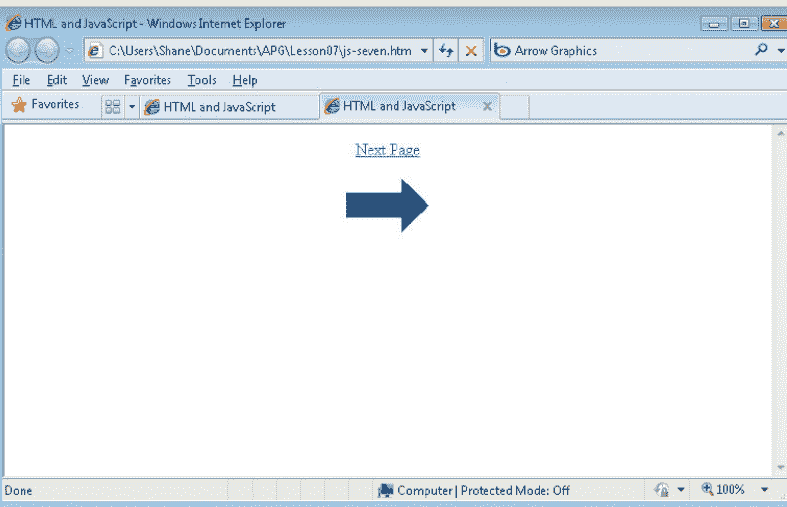 HTML and JavaScript - Windows Internet Explorer
C:\Users\Shane\Documents\APG\Lesson07\js-seven.htm
Arrow Graphics
File Edit View Favorites Tools Help
Favorites
HTML and JavaScript
HTML and JavaScript
Next Page
Done
Computer | Protected Mode: Off
100%